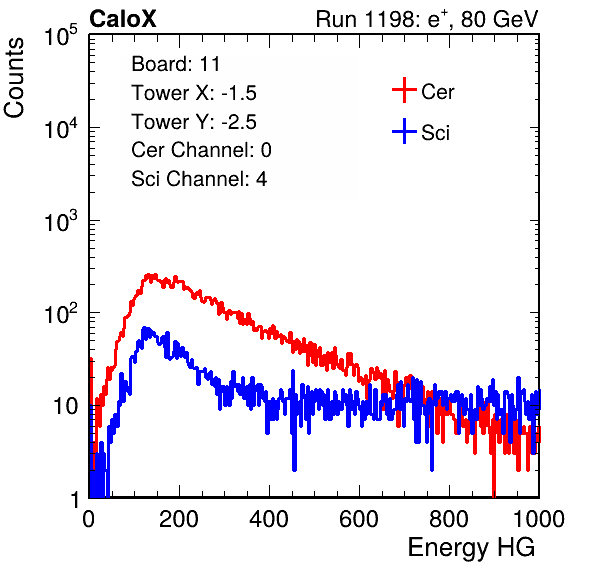 CaloX Run 1198: e⁺, 80 GeV
Counts
Board: 11
Tower X: -1.5
Tower Y: -2.5
Cer Channel: 0
Sci Channel: 4
Cer
Sci
10⁵
10⁴
10³
10²
10
1
0 200 400 600 800 1000
Energy HG